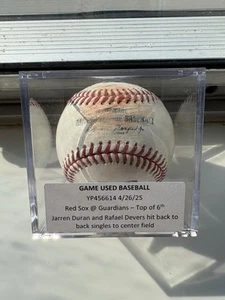 GAME USED BASEBALL
YP456614 4/26/25
Red Sox @ Guardians – Top of 6th
Jarren Duran and Rafael Devers hit back to
back singles to center field